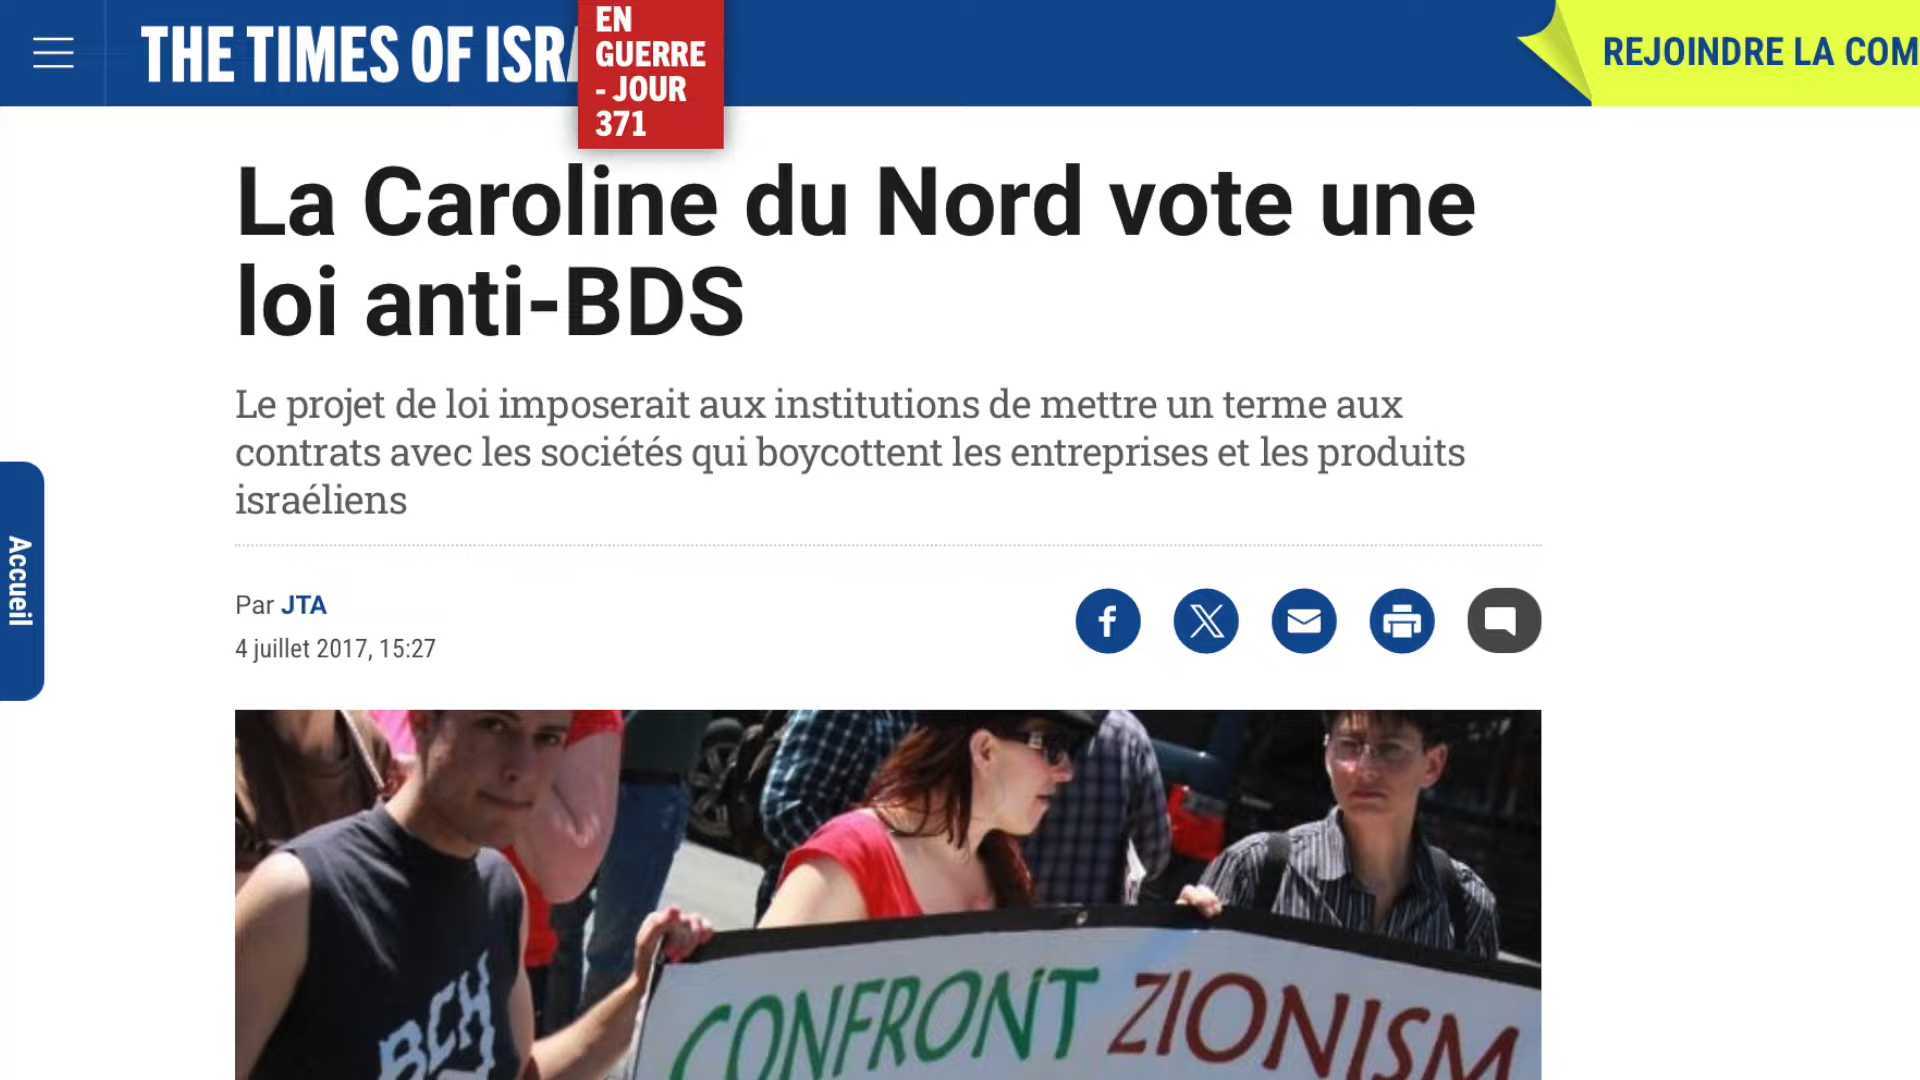 THE TIMES OF ISRA
EN
GUERRE
- JOUR
371
REJOINDRE LA COM
La Caroline du Nord vote une
loi anti-BDS
Le projet de loi imposerait aux institutions de mettre un terme aux
contrats avec les sociétés qui boycottent les entreprises et les produits
israéliens
Accueil
Par JTA
4 juillet 2017, 15:27
BCH
CONFRONT ZIONISM